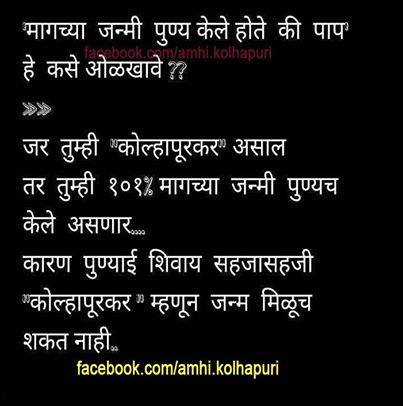 "मागच्या जन्मी पुण्य केले होते की पाप"
facebook.com/amhi.kolhapuri
हे कसे ओळखावे ??
>>>>
जर तुम्ही "कोल्हापूरकर" असाल
तर तुम्ही १०१% मागच्या जन्मी पुण्यच
केले असणार....
कारण पुण्याई शिवाय सहजासहजी
"कोल्हापूरकर " म्हणून जन्म मिळूच
शकत नाही..
facebook.com/amhi.kolhapuri